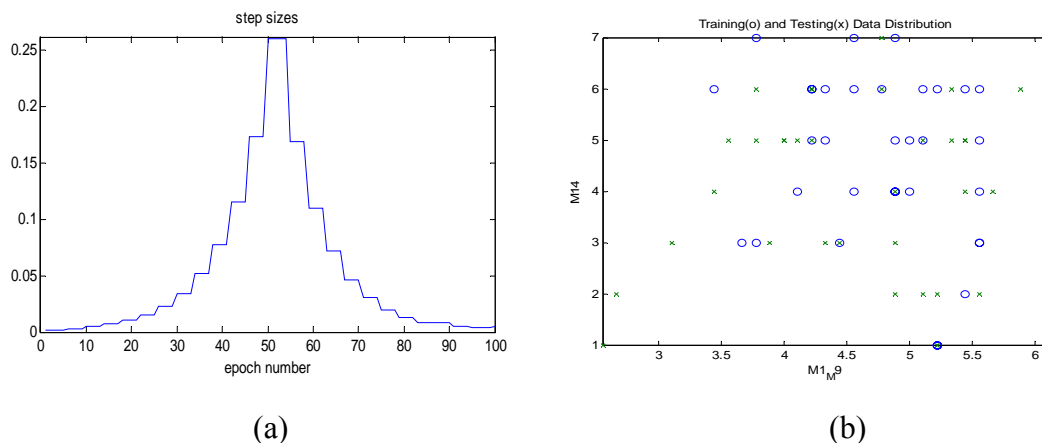 step sizes
0.25
0.2
0.15
0.1
0.05
0
0 10 20 30 40 50 60 70 80 90 100
epoch number
(a)
Training(o) and Testing(x) Data Distribution
7
6
5
4
3
2
1
3 3.5 4 4.5 5 5.5 6
M14
M1_M9
(b)